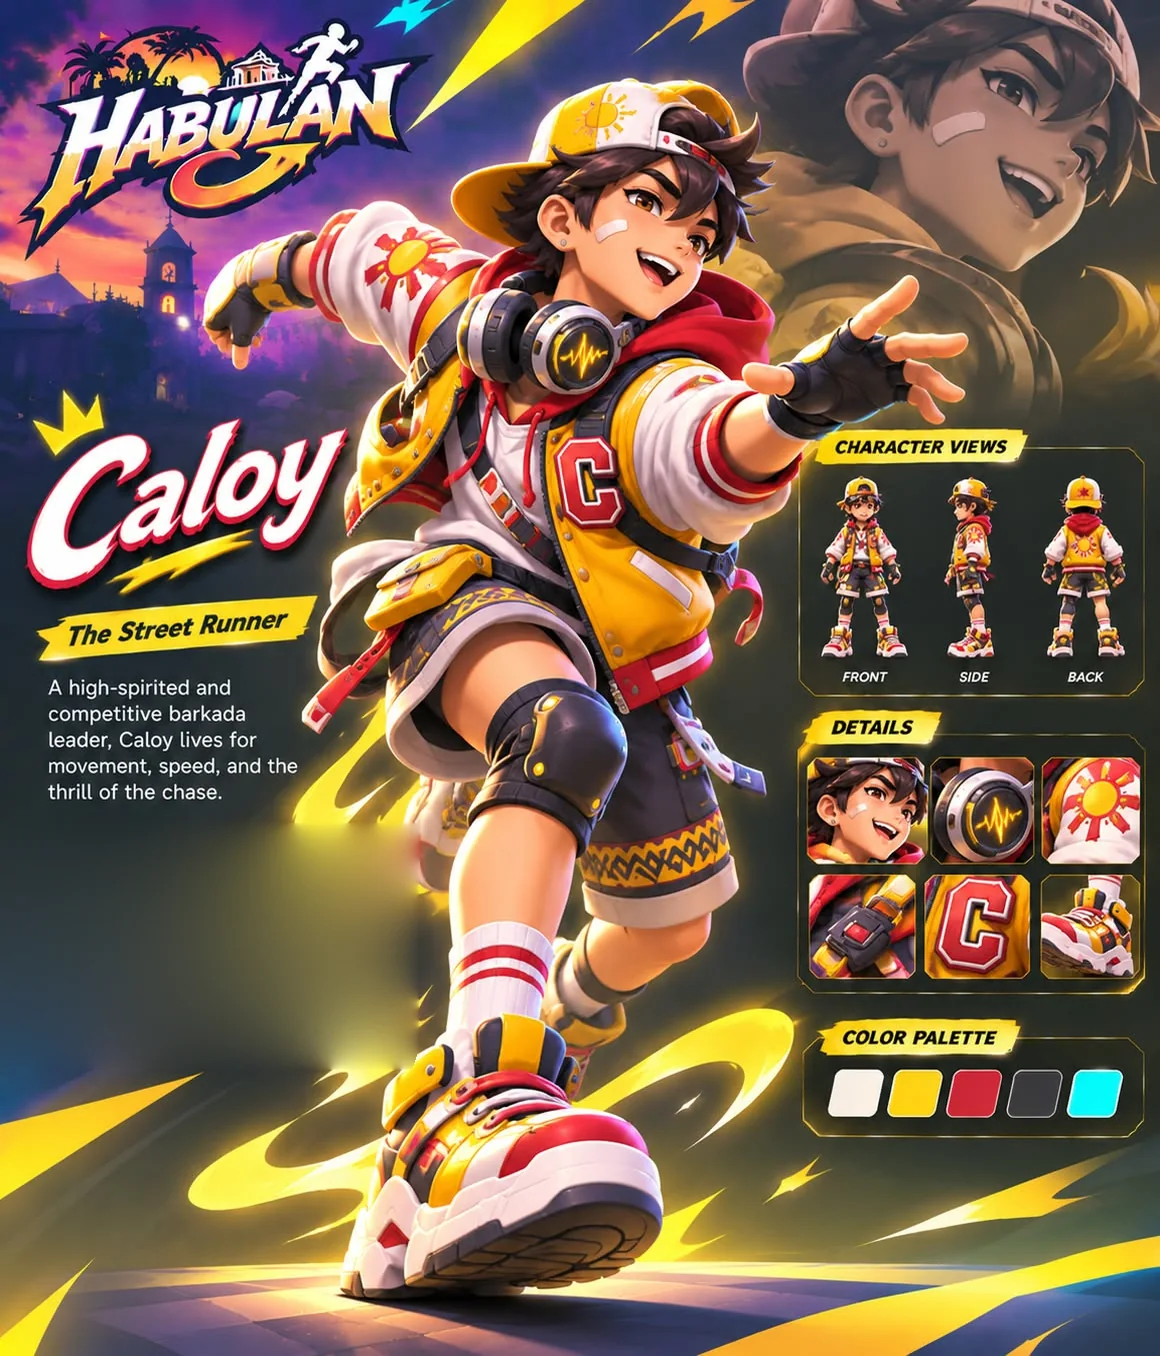 HABULAN
Caloy
The Street Runner
A high-spirited and
competitive barkada
leader, Caloy lives for
movement, speed, and the
thrill of the chase.
C
CHARACTER VIEWS
FRONT
SIDE
BACK
DETAILS
C
COLOR PALETTE